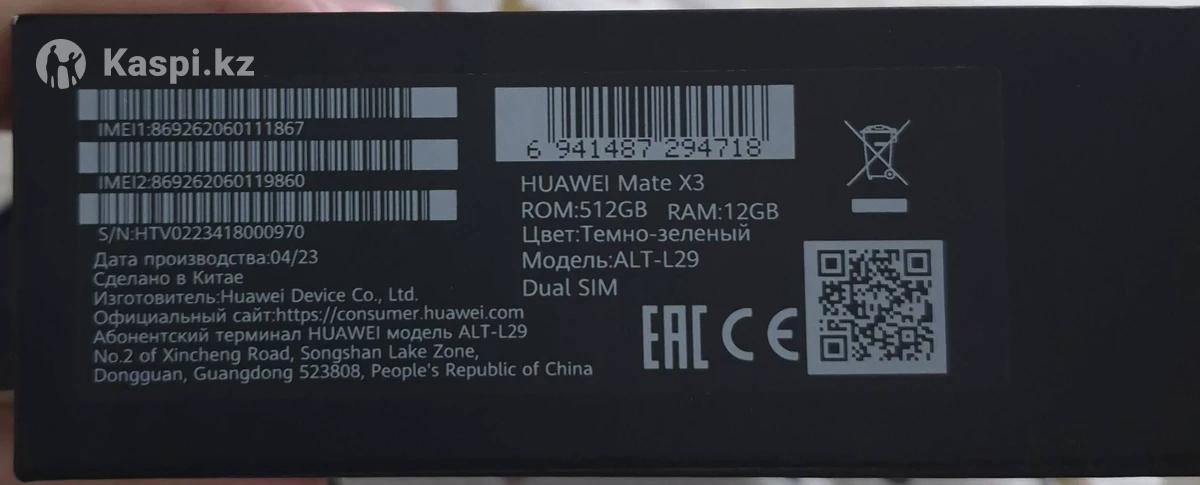 Kaspi.kz
IMEI1:869262060111867
IMEI2:869262060119860
S/N:HTV0223418000970
Дата производства:04/23
Сделано в Китае
Изготовитель:Huawei Device Co., Ltd.
Официальный сайт:https://consumer.huawei.com
Абонентский терминал HUAWEI модель ALT-L29
No.2 of Xincheng Road, Songshan Lake Zone,
Dongguan, Guangdong 523808, People's Republic of China
6 941487 294718
HUAWEI Mate X3
ROM:512GB RAM:12GB
Цвет:Темно-зеленый
Модель:ALT-L29
Dual SIM
EAC CE